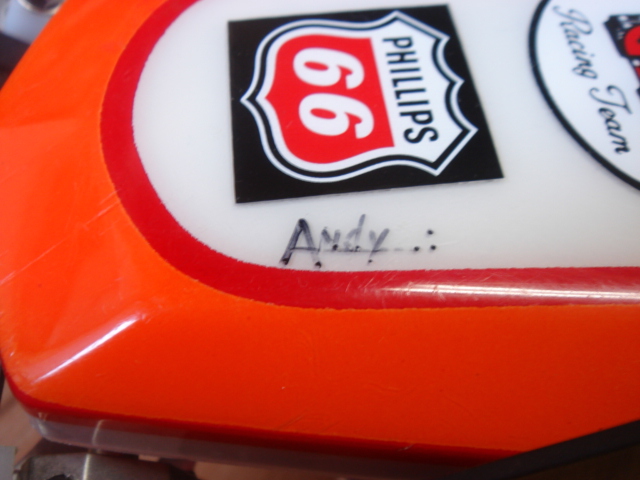 PHILLIPS
66
Racing Team
Andy...: